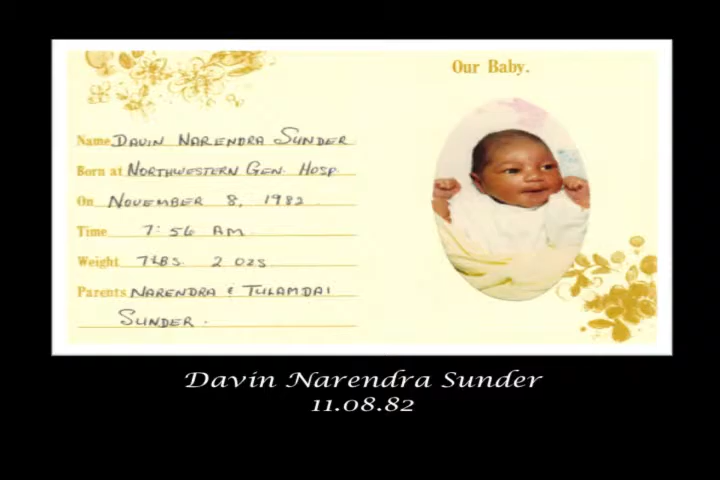 Our Baby.
Name DAVIN NARENDRA SUNDER
Born at NORTHWESTERN GEN. HOSP.
On NOVEMBER 8, 1982
Time 7:56 AM
Weight 7LBS. 2 OZS
Parents NARENDRA & TULAMDAI
SUNDER.
Davin Narendra Sunder
11.08.82